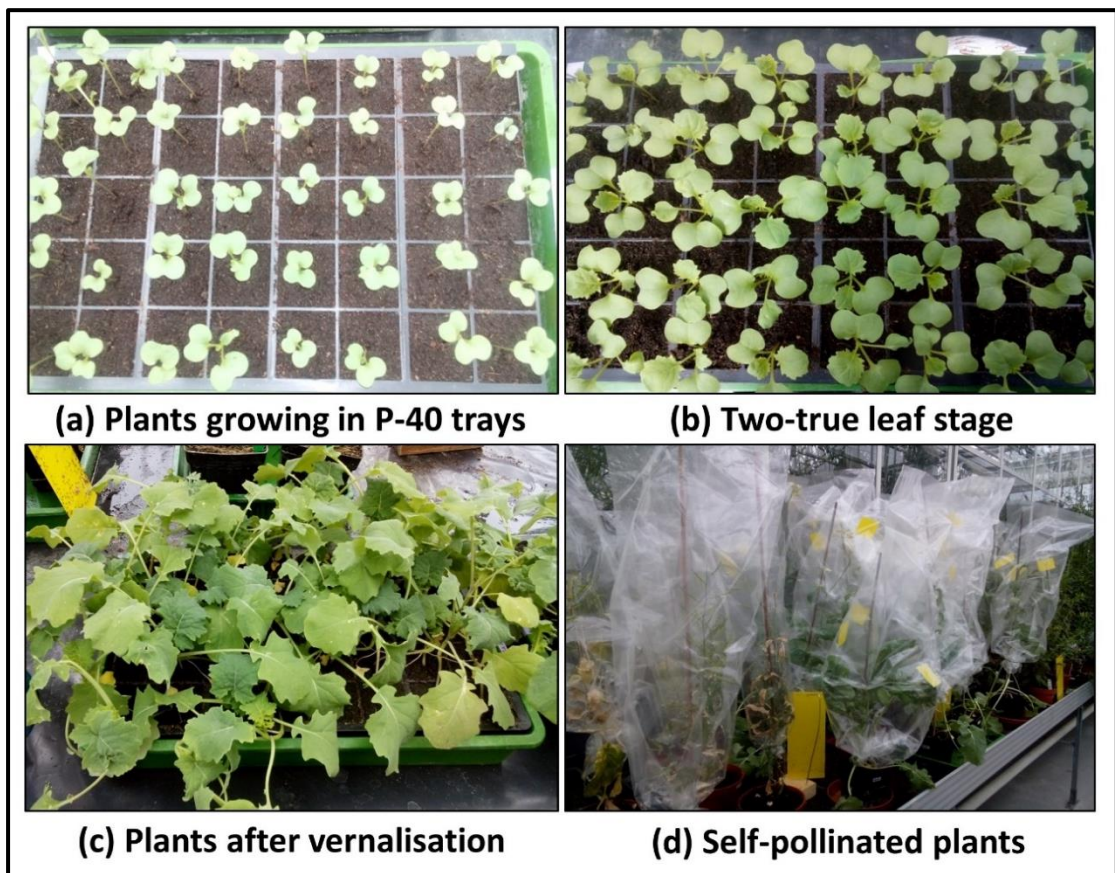 (a) Plants growing in P-40 trays
(b) Two-true leaf stage
(c) Plants after vernalisation
(d) Self-pollinated plants